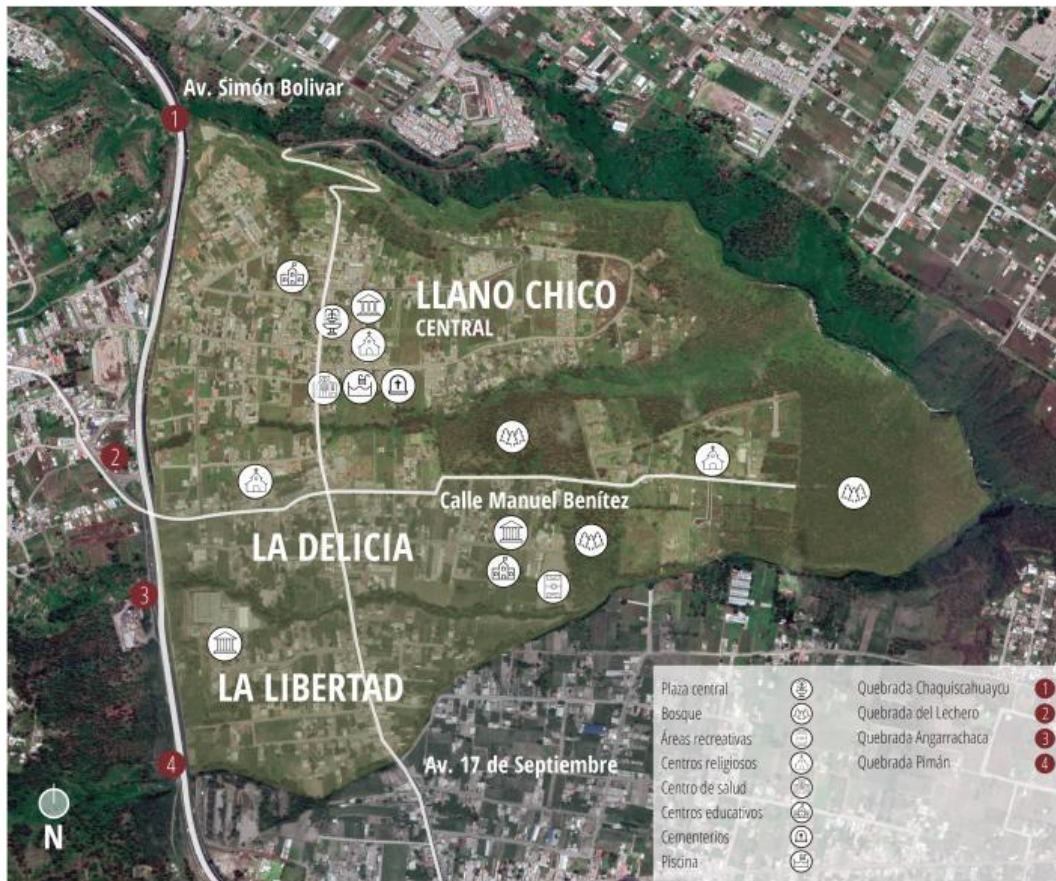 Av. Simón Bolivar
1
LLANO CHICO
CENTRAL
2
Calle Manuel Benítez
LA DELICIA
3
LA LIBERTAD
4
Av. 17 de Septiembre
N
Plaza central
Bosque
Áreas recreativas
Centros religiosos
Centro de salud
Centros educativos
Cementerios
Piscina
Quebrada Chaquiscahuaycu 1
Quebrada del Lechero 2
Quebrada Angarrachaca 3
Quebrada Pimán 4